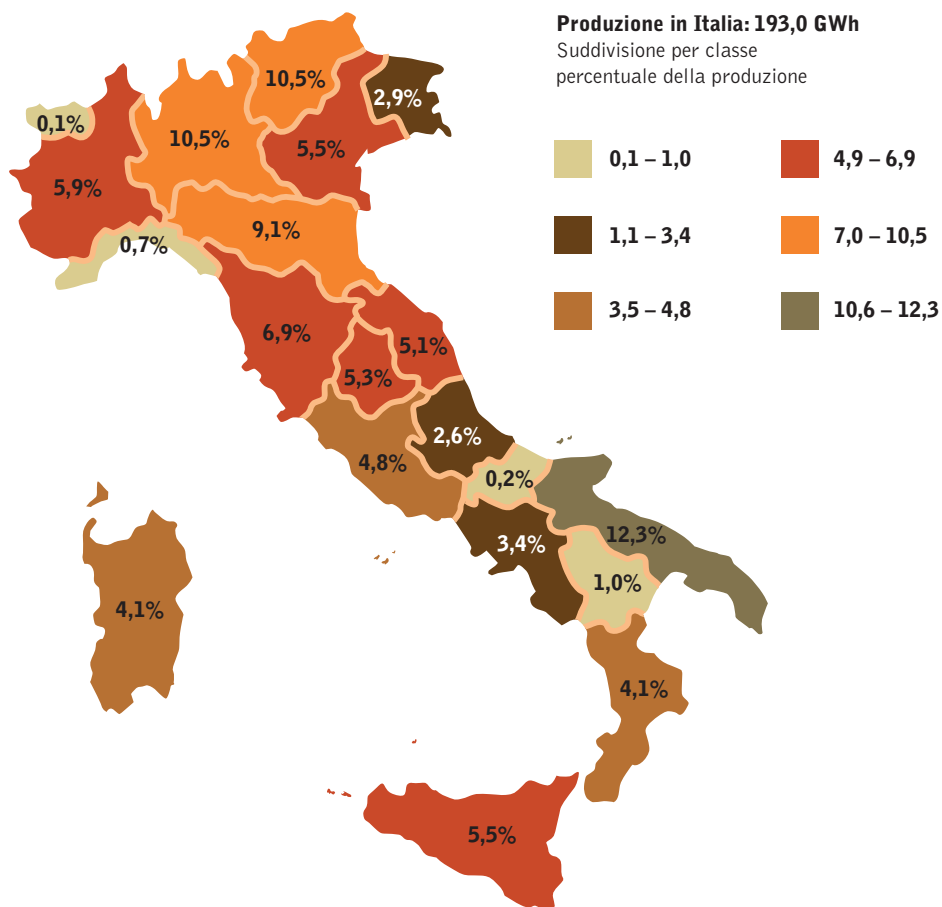 Produzione in Italia: 193,0 GWh
Suddivisione per classe
percentuale della produzione
0,1 – 1,0
4,9 – 6,9
1,1 – 3,4
7,0 – 10,5
3,5 – 4,8
10,6 – 12,3
10,5%
2,9%
0,1%
10,5%
5,5%
5,9%
9,1%
0,7%
6,9%
5,1%
5,3%
2,6%
4,8%
0,2%
12,3%
3,4%
1,0%
4,1%
4,1%
5,5%